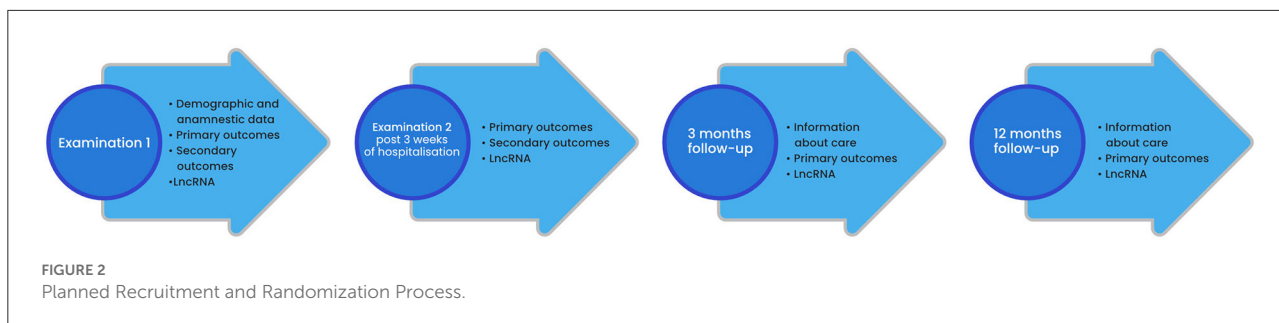 Examination 1
• Demographic and
anamnestic data
• Primary outcomes
• Secondary
outcomes
•LncRNA
Examination 2
post 3 weeks
of hospitalisation
• Primary outcomes
• Secondary outcomes
• LncRNA
3 months
follow-up
• Information
about care
• Primary outcomes
• LncRNA
12 months
follow-up
• Information
about care
• Primary outcomes
• LncRNA
FIGURE 2
Planned Recruitment and Randomization Process.